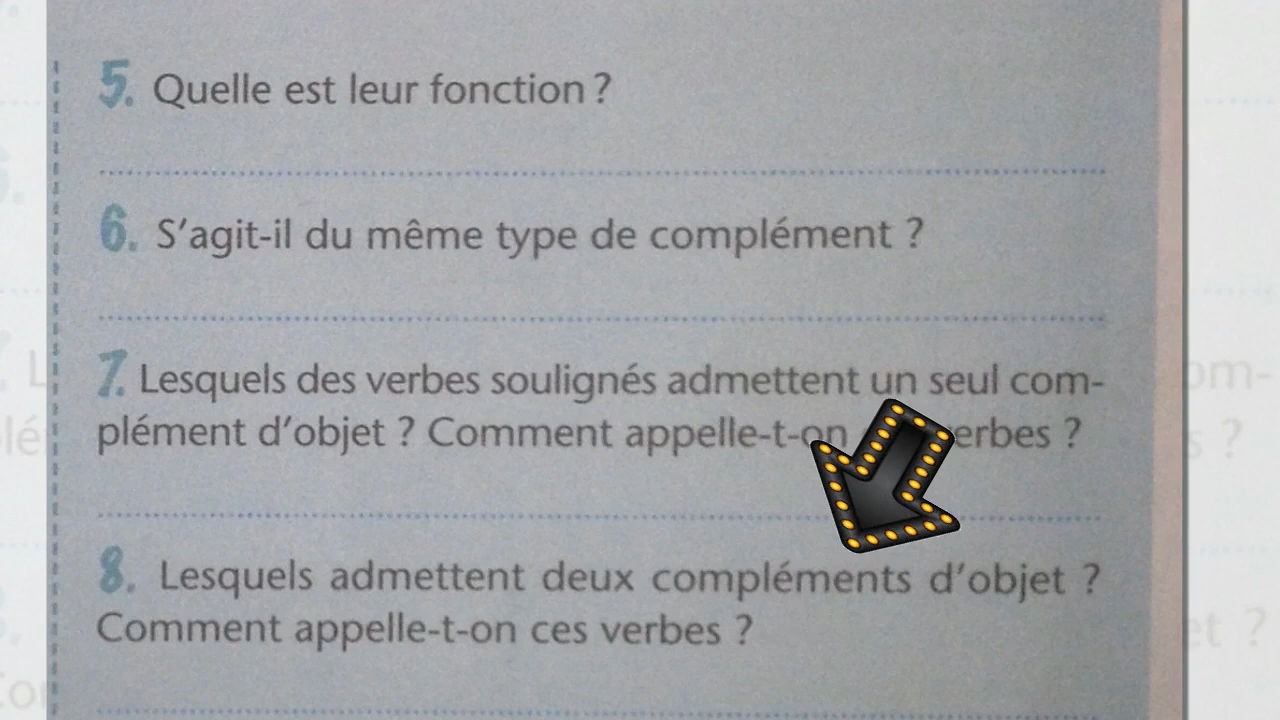 5. Quelle est leur fonction ?
6. S'agit-il du même type de complément ?
7. Lesquels des verbes soulignés admettent un seul com-
plément d'objet ? Comment appelle-t-on verbes ?
8. Lesquels admettent deux compléments d'objet ?
Comment appelle-t-on ces verbes ?